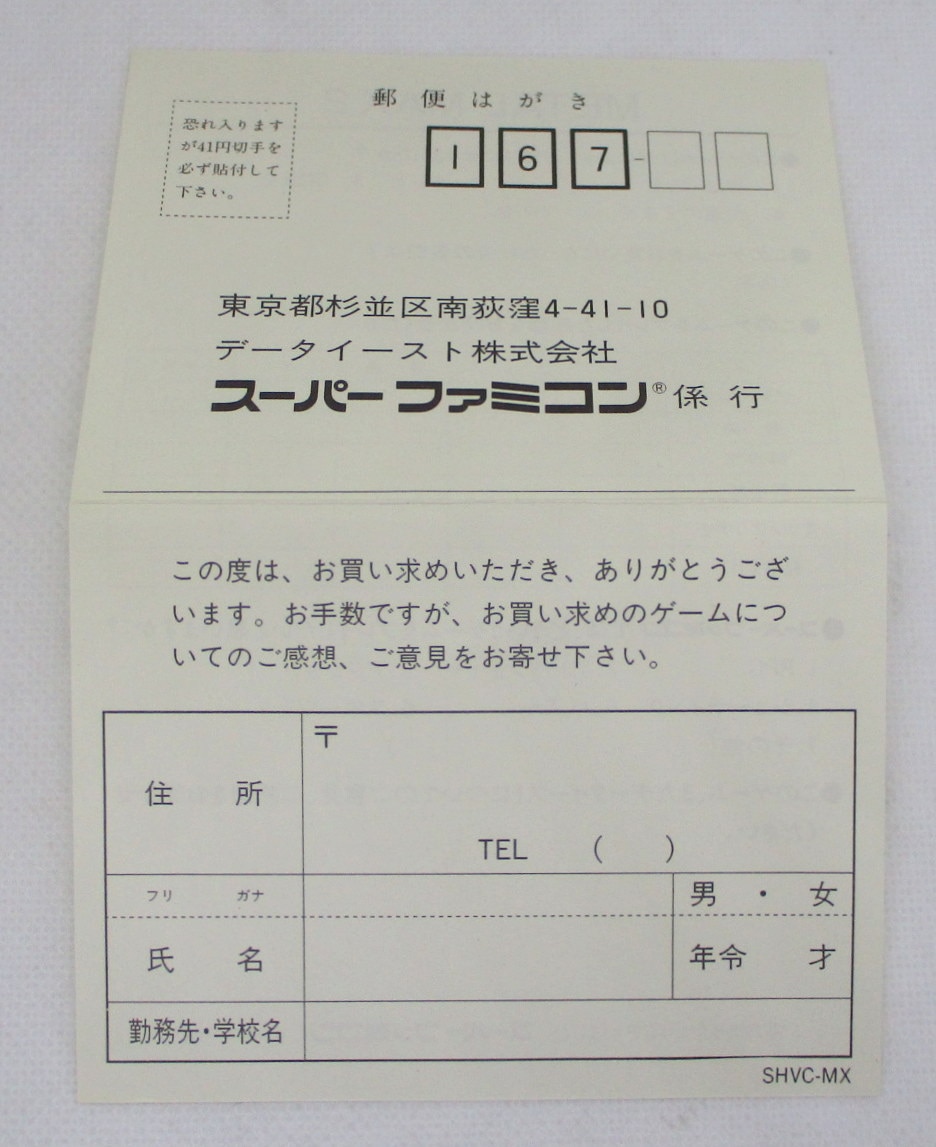 郵便はがき
恐れ入ります
が41円切手を
必ず貼付して
下さい。
167-
東京都杉並区南荻窪4-41-10
データイースト株式会社
スーパーファミコン®係 行
この度は、お買い求めいただき、ありがとうござ
います。お手数ですが、お買い求めのゲームにつ
いてのご感想、ご意見をお寄せ下さい。
〒
住 所
TEL ( )
フリ ガナ
男 ・ 女
氏 名
年令 才
勤務先・学校名
SHVC-MX